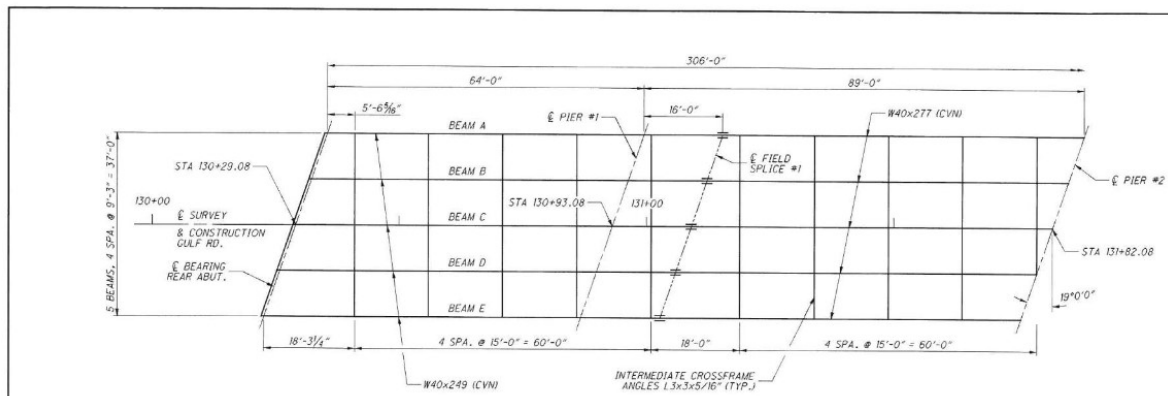 306'-0"
64'-0"
89'-0"
5'-6⅝"
16'-0"
W40x277 (CVN)
BEAM A
℄ PIER #1
STA 130+29.08
BEAM B
℄ FIELD
SPLICE #1
℄ PIER #2
5 BEAMS, 4 SPA. @ 9'-3" = 37'-0"
130+00
STA 130+93.08
131+00
BEAM C
℄ SURVEY
& CONSTRUCTION
GULF RD.
STA 131+82.08
℄ BEARING
REAR ABUT.
BEAM D
19°0'0"
BEAM E
18'-3¼"
4 SPA. @ 15'-0" = 60'-0"
18'-0"
4 SPA. @ 15'-0" = 60'-0"
W40x249 (CVN)
INTERMEDIATE CROSSFRAME
ANGLES L3x3x5/16" (TYP.)